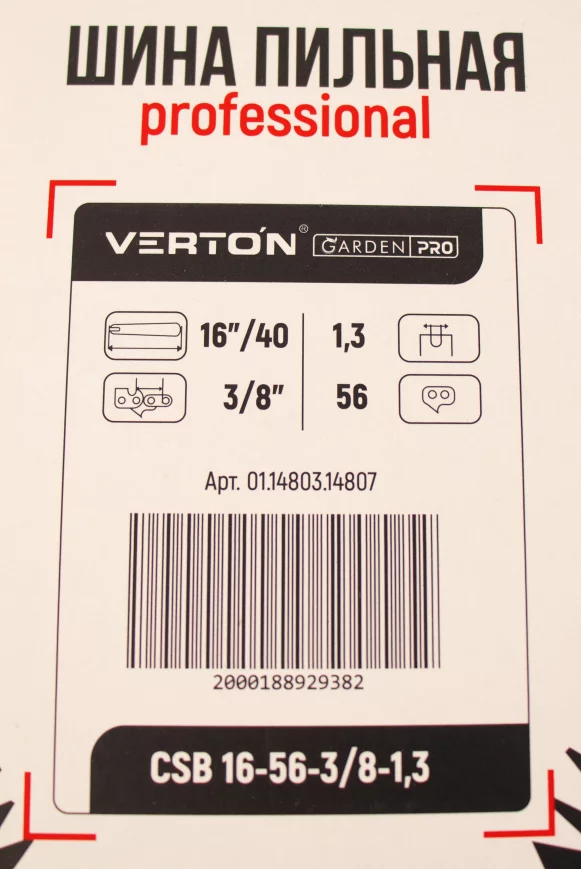 ШИНА ПИЛЬНАЯ
professional
VERTÓN® GARDEN PRO
16"/40 1,3
3/8" 56
Арт. 01.14803.14807
2000188929382
CSB 16-56-3/8-1,3